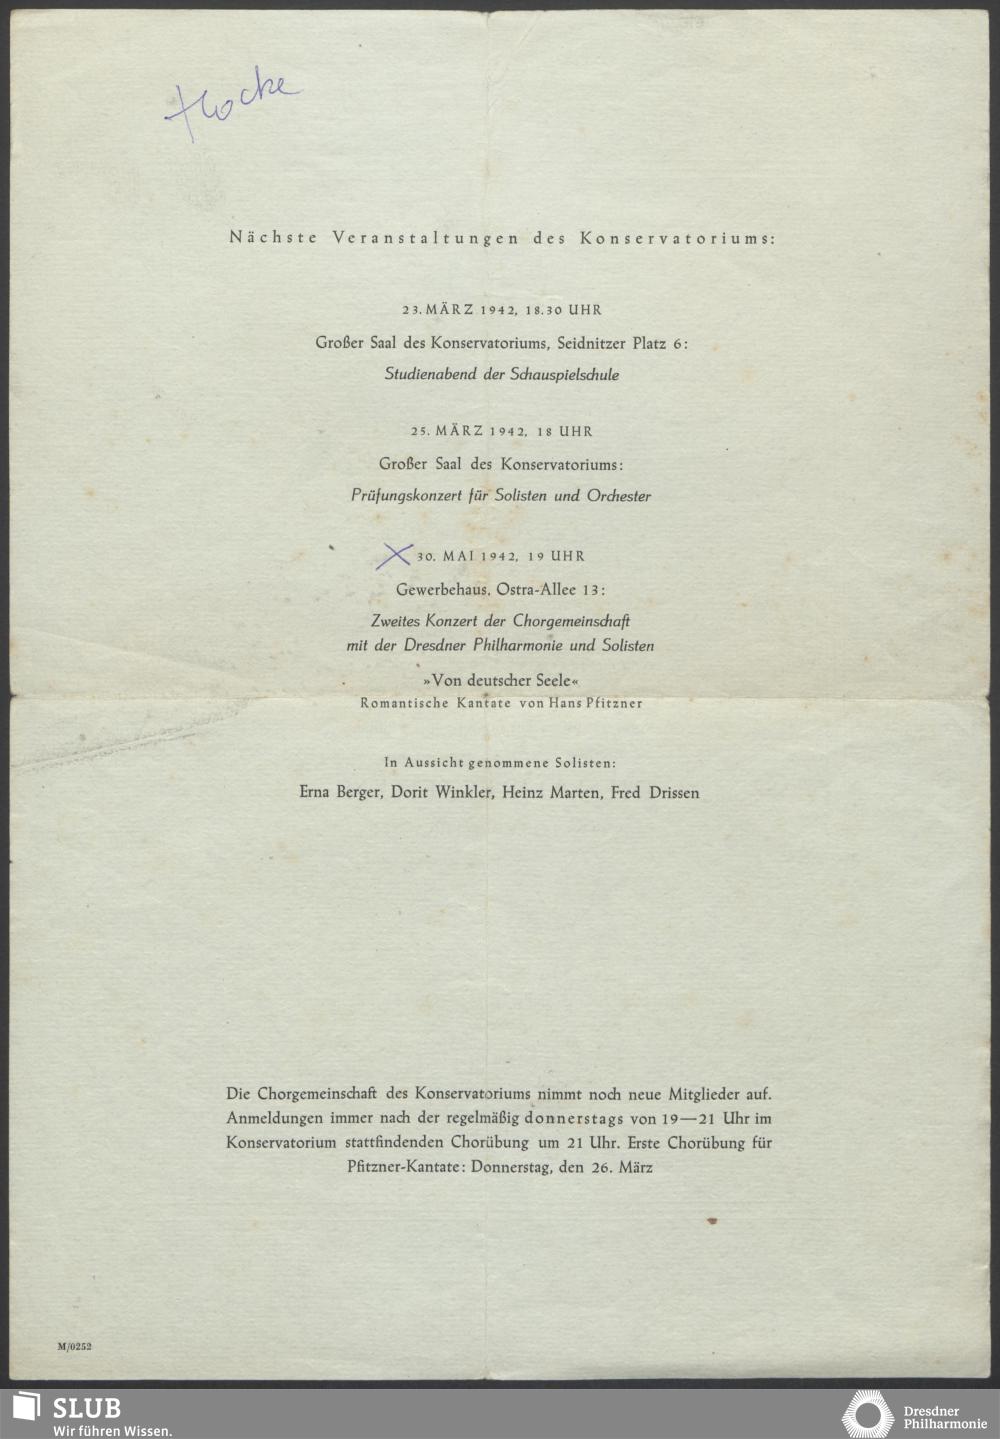 Nächste Veranstaltungen des Konservatoriums:
23. MÄRZ 1942, 18.30 UHR
Großer Saal des Konservatoriums, Seidnitzer Platz 6:
Studienabend der Schauspielschule
25. MÄRZ 1942, 18 UHR
Großer Saal des Konservatoriums:
Prüfungskonzert für Solisten und Orchester
30. MAI 1942, 19 UHR
Gewerbehaus, Ostra-Allee 13:
Zweites Konzert der Chorgemeinschaft
mit der Dresdner Philharmonie und Solisten
»Von deutscher Seele«
Romantische Kantate von Hans Pfitzner
In Aussicht genommene Solisten:
Erna Berger, Dorit Winkler, Heinz Marten, Fred Drissen
Die Chorgemeinschaft des Konservatoriums nimmt noch neue Mitglieder auf.
Anmeldungen immer nach der regelmäßig donnerstags von 19—21 Uhr im
Konservatorium stattfindenden Chorübung um 21 Uhr. Erste Chorübung für
Pfitzner-Kantate: Donnerstag, den 26. März
M/0252
SLUB
Wir führen Wissen.
Dresdner
Philharmonie